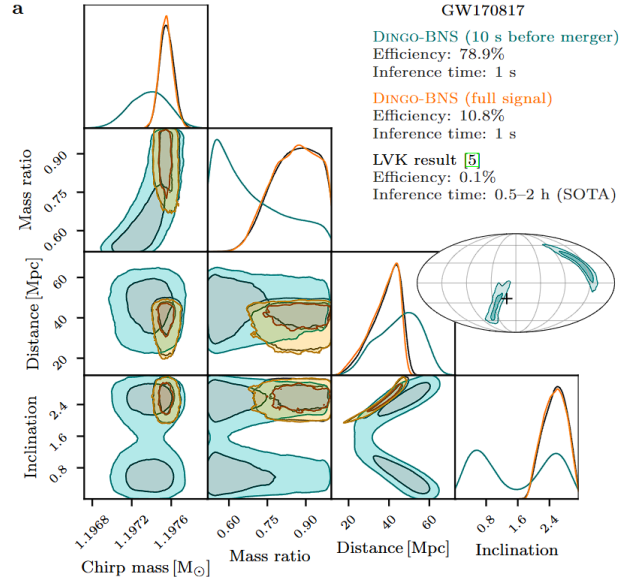 a
GW170817
DINGO-BNS (10 s before merger)
Efficiency: 78.9%
Inference time: 1 s
DINGO-BNS (full signal)
Efficiency: 10.8%
Inference time: 1 s
LVK result [5]
Efficiency: 0.1%
Inference time: 0.5–2 h (SOTA)
Mass ratio
0.90
0.75
0.60
Distance [Mpc]
60
40
20
Inclination
2.4
1.6
0.8
1.1968
1.1972
1.1976
0.60
0.75
0.90
20
40
60
0.8
1.6
2.4
Chirp mass [M⊙]
Mass ratio
Distance [Mpc]
Inclination